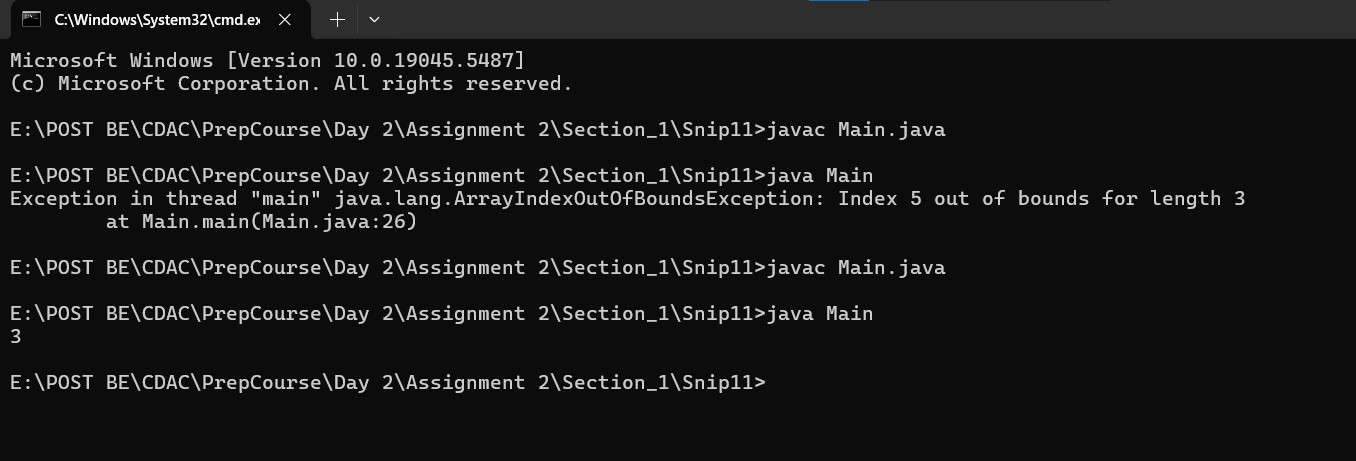 C:\Windows\System32\cmd.ex
Microsoft Windows [Version 10.0.19045.5487]
(c) Microsoft Corporation. All rights reserved.
E:\POST BE\CDAC\PrepCourse\Day 2\Assignment 2\Section_1\Snip11>javac Main.java
E:\POST BE\CDAC\PrepCourse\Day 2\Assignment 2\Section_1\Snip11>java Main
Exception in thread "main" java.lang.ArrayIndexOutOfBoundsException: Index 5 out of bounds for length 3
        at Main.main(Main.java:26)
E:\POST BE\CDAC\PrepCourse\Day 2\Assignment 2\Section_1\Snip11>javac Main.java
E:\POST BE\CDAC\PrepCourse\Day 2\Assignment 2\Section_1\Snip11>java Main
3
E:\POST BE\CDAC\PrepCourse\Day 2\Assignment 2\Section_1\Snip11>